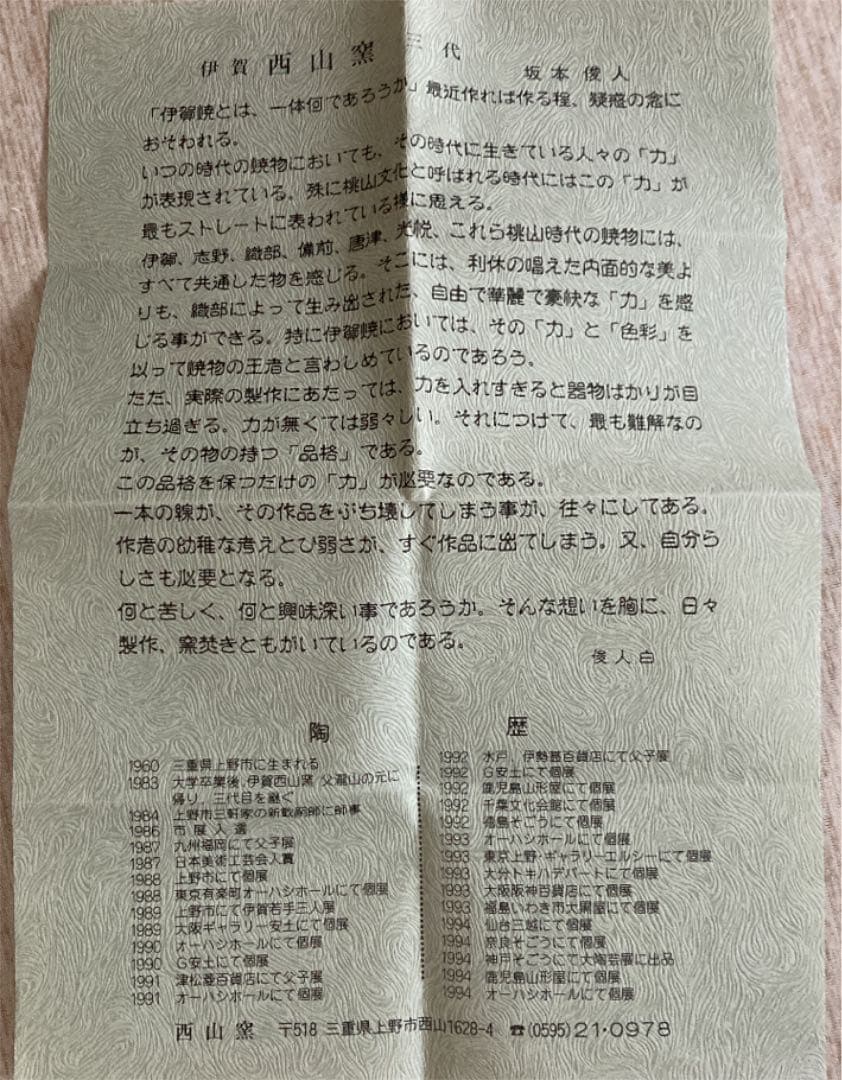 伊賀 西山窯 三代
坂本俊人
「伊賀焼とは、一体何であろうか」最近作れば作る程、疑惑の念に
おそわれる。
いつの時代の焼物においても、その時代に生きている人々の「力」
が表現されている。殊に桃山文化と呼ばれる時代にはこの「力」が
最もストレートに表われている様に思える。
伊賀、志野、織部、備前、唐津、光悦、これら桃山時代の焼物には、
すべて共通した物を感じる。そこには、利休の唱えた内面的な美よ
りも、織部によって生み出された、自由で華麗で豪快な「力」を感
じる事ができる。特に伊賀焼においては、その「力」と「色彩」を
以って焼物の王者と言わしめているのであろう。
ただ、実際の製作にあたっては、力を入れすぎると器物ばかりが目
立ち過ぎる。力が無くては弱々しい。それにつけて、最も難解なの
が、その物の持つ「品格」である。
この品格を保つだけの「力」が必要なのである。
一本の線が、その作品をぶち壊してしまう事が、往々にしてある。
作者の幼稚な考えとひ弱さが、すぐ作品に出てしまう。又、自分ら
しさも必要となる。
何と苦しく、何と興味深い事であろうか。そんな想いを胸に、日々
製作、窯焚きともがいているのである。
俊人白
陶 歴
1960 三重県上野市に生まれる
1983 大学卒業後、伊賀西山窯 父瀧山の元に
帰り、三代目を継ぐ
1984 上野市三軒家の新歓嗣師に師事
1986 市展入選
1987 九州福岡にて父子展
1987 日本美術工芸会入賞
1988 上野市にて個展
1988 東京有楽町オーハシホールにて個展
1989 上野市にて伊賀若手三人展
1989 大阪ギャラリー安土にて個展
1990 オーハシホールにて個展
1990 G安土にて個展
1991 津松菱百貨店にて父子展
1991 オーハシホールにて個展
1992 水戸、伊勢甚百貨店にて父子展
1992 G安土にて個展
1992 鹿児島山形屋にて個展
1992 千葉文化会館にて個展
1992 徳島そごうにて個展
1993 オーハシホールにて個展
1993 東京上野・ギャラリーエルシーにて個展
1993 大分トキハデパートにて個展
1993 大阪阪神百貨店にて個展
1993 福島いわき市大黒屋にて個展
1994 仙台三越にて個展
1994 奈良そごうにて個展
1994 神戸そごうにて大陶芸展に出品
1994 鹿児島山形屋にて個展
1994 オーハシホールにて個展
西山窯 〒518 三重県上野市西山1628-4 ☎(0595)21・0978